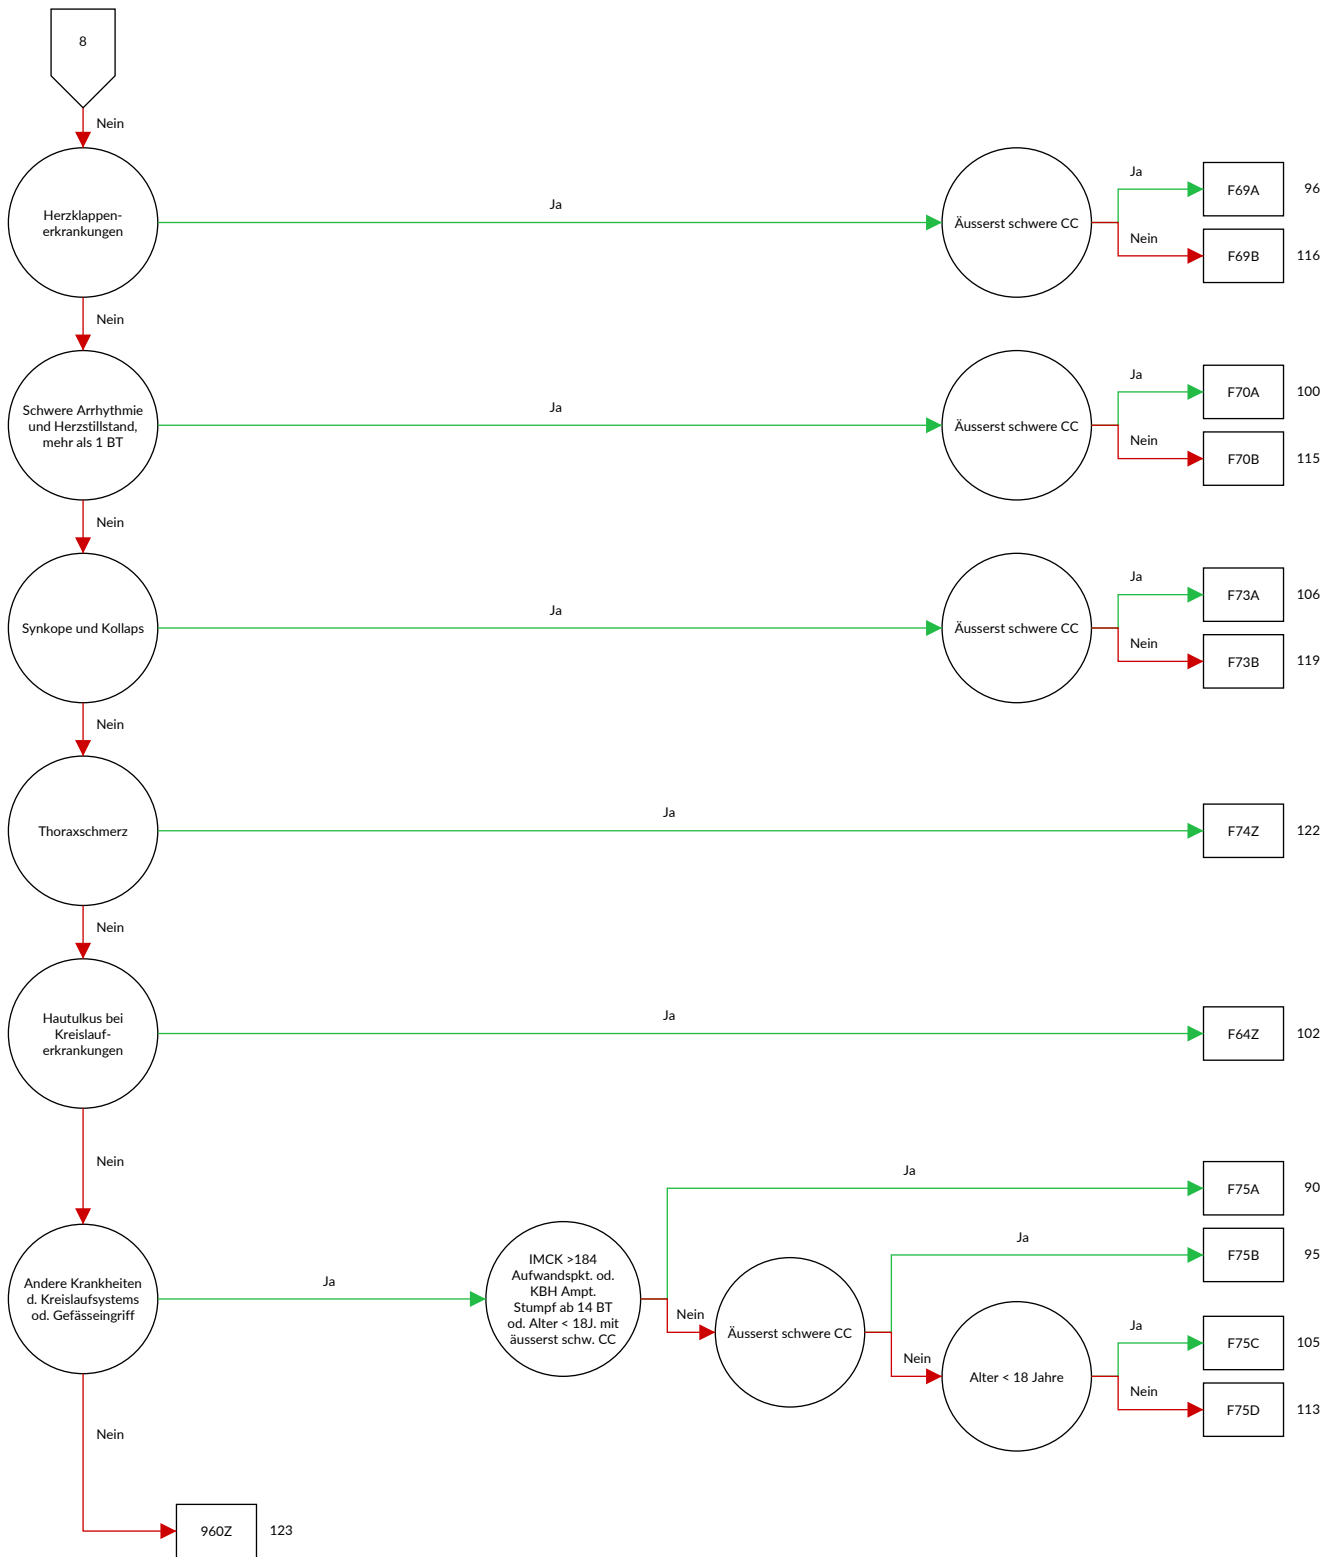 8
Nein
Herzklappen-
erkrankungen
Ja
Äusserst schwere CC
Ja
F69A
96
Nein
F69B
116
Nein
Schwere Arrhythmie
und Herzstillstand,
mehr als 1 BT
Ja
Äusserst schwere CC
Ja
F70A
100
Nein
F70B
115
Nein
Synkope und Kollaps
Ja
Äusserst schwere CC
Ja
F73A
106
Nein
F73B
119
Nein
Thoraxschmerz
Ja
F74Z
122
Nein
Hautulkus bei
Kreislauf-
erkrankungen
Ja
F64Z
102
Nein
Andere Krankheiten
d. Kreislaufsystems
od. Gefässeingriff
Ja
IMCK >184
Aufwandspkt. od.
KBH Ampt.
Stumpf ab 14 BT
od. Alter < 18J. mit
äusserst schw. CC
Ja
F75A
90
Nein
Äusserst schwere CC
Ja
F75B
95
Nein
Alter < 18 Jahre
Ja
F75C
105
Nein
F75D
113
Nein
960Z
123